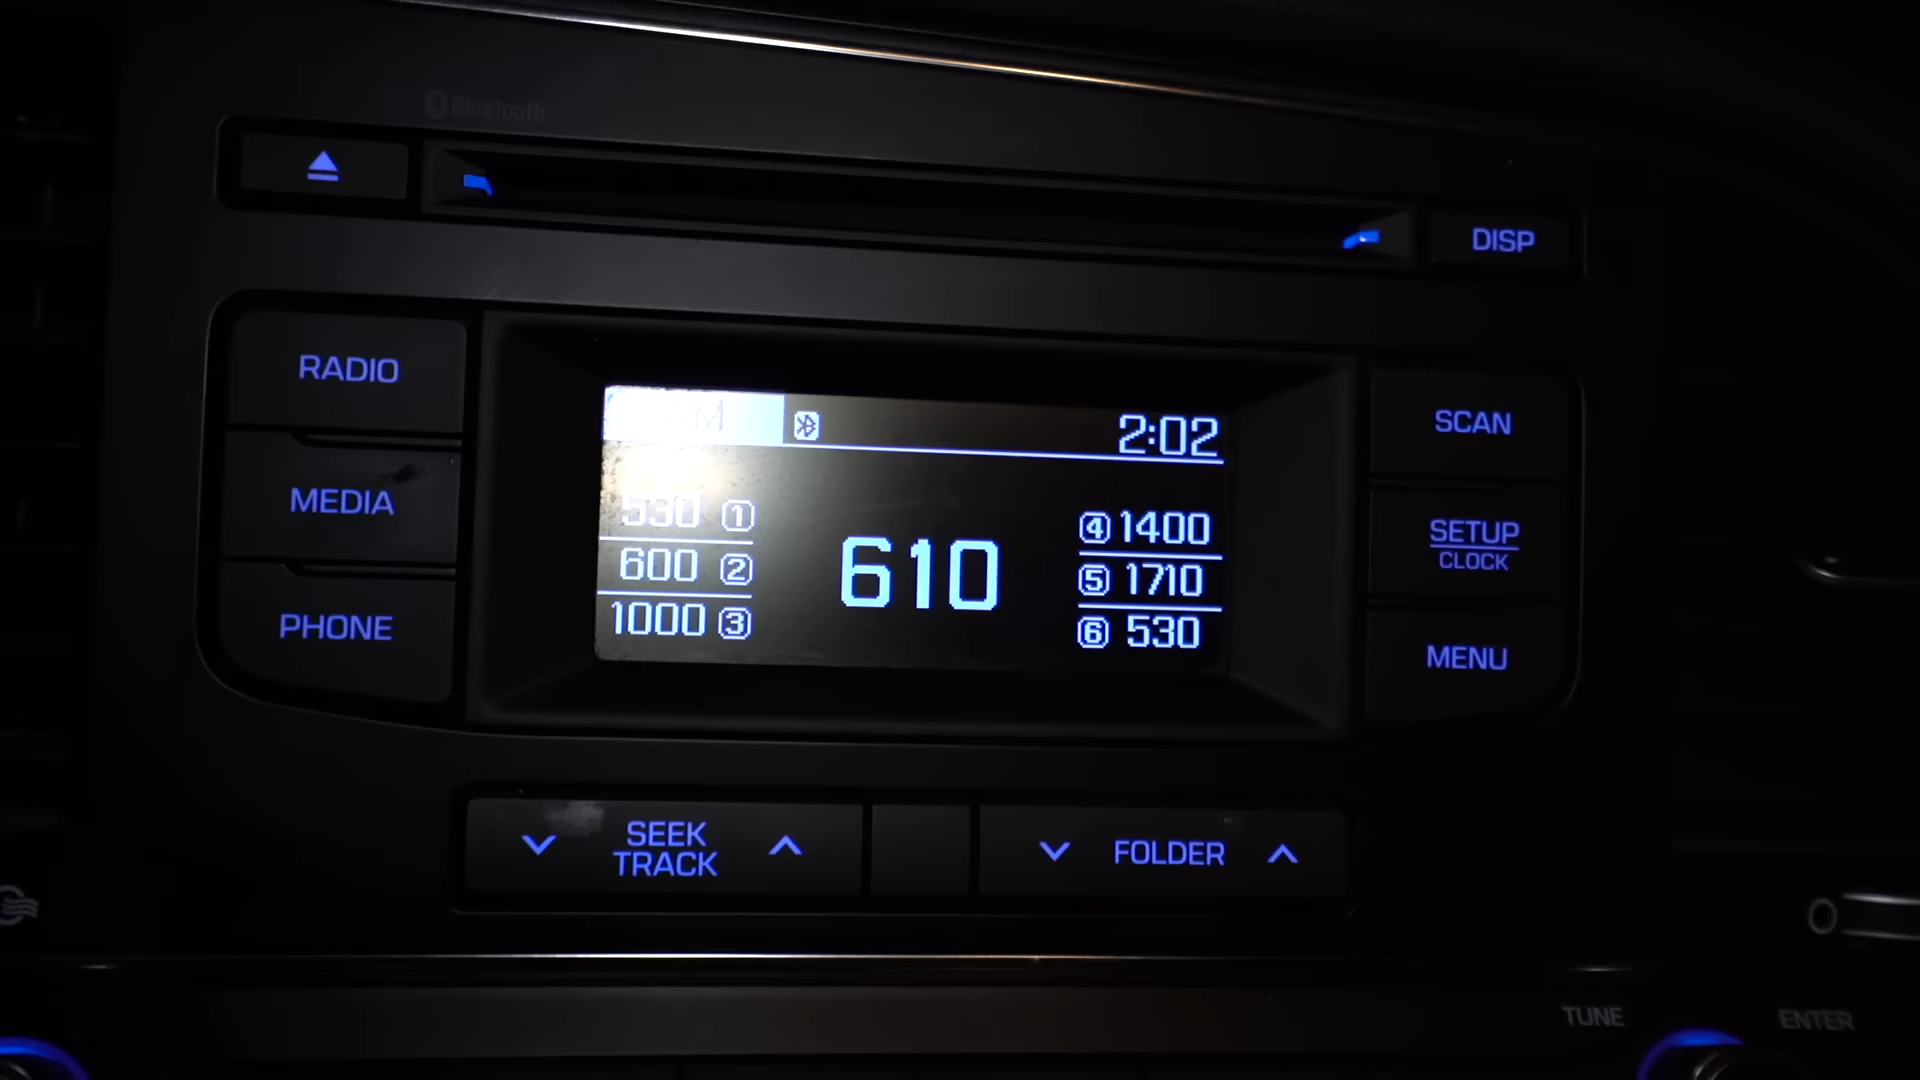 Bluetooth
DISP
RADIO
MEDIA
PHONE
2:02
530 1
600 2
1000 3
610
4 1400
5 1710
6 530
SCAN
SETUP
CLOCK
MENU
SEEK
TRACK
FOLDER
TUNE
ENTER